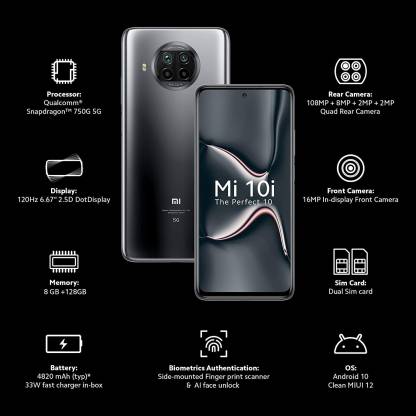 Processor:
Qualcomm®
Snapdragon™ 750G 5G
Rear Camera:
108MP + 8MP + 2MP + 2MP
Quad Rear Camera
Display:
120Hz 6.67" 2.5D DotDisplay
MI
5G
Mi 10i
The Perfect 10
Front Camera:
16MP In-display Front Camera
Memory:
8 GB +128GB
Sim Card:
Dual Sim card
Battery:
4820 mAh (typ)*
33W fast charger in-box
Biometrics Authentication:
Side-mounted Finger print scanner
& AI face unlock
OS:
Android 10
Clean MIUI 12